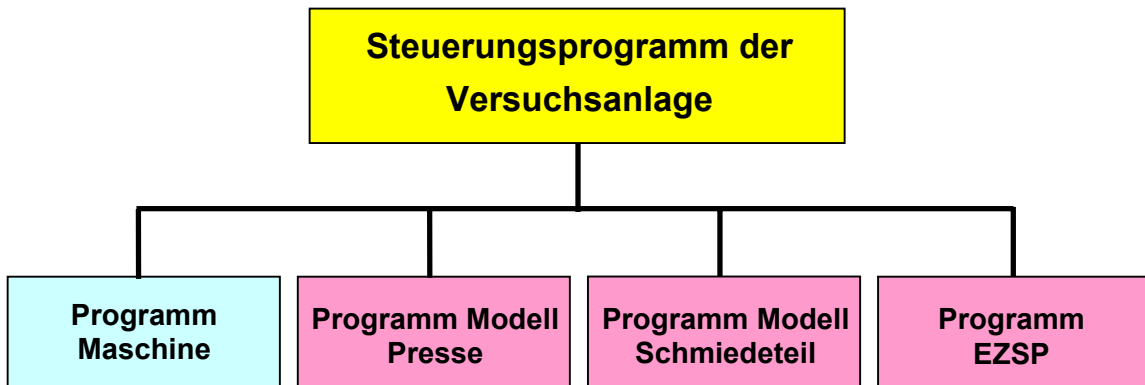 Steuerungsprogramm der
Versuchsanlage
Programm
Maschine
Programm Modell
Presse
Programm Modell
Schmiedeteil
Programm
EZSP